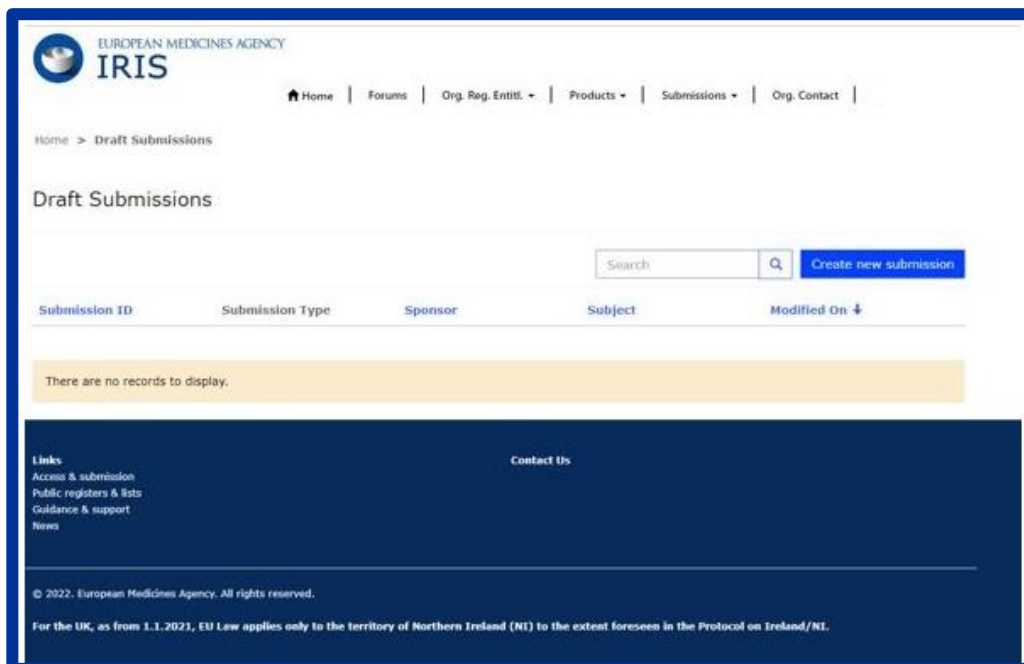 EUROPEAN MEDICINES AGENCY
IRIS
Home | Forums | Org. Reg. Entitl. | Products | Submissions | Org. Contact |
Home > Draft Submissions
Draft Submissions
Search Create new submission
Submission ID Submission Type Sponsor Subject Modified On
There are no records to display.
Links Contact Us
Access & submission
Public registers & lists
Guidance & support
News
© 2022. European Medicines Agency. All rights reserved.
For the UK, as from 1.1.2021, EU Law applies only to the territory of Northern Ireland (NI) to the extent foreseen in the Protocol on Ireland/NI.